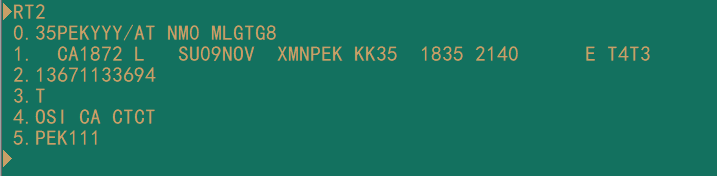 ▶RT2
0.35PEKYYY/AT NMO MLGTG8
1.  CA1872 L   SU09NOV  XMNPEK KK35  1835 2140      E T4T3
2.13671133694
3.T
4.OSI CA CTCT
5.PEK111
▶